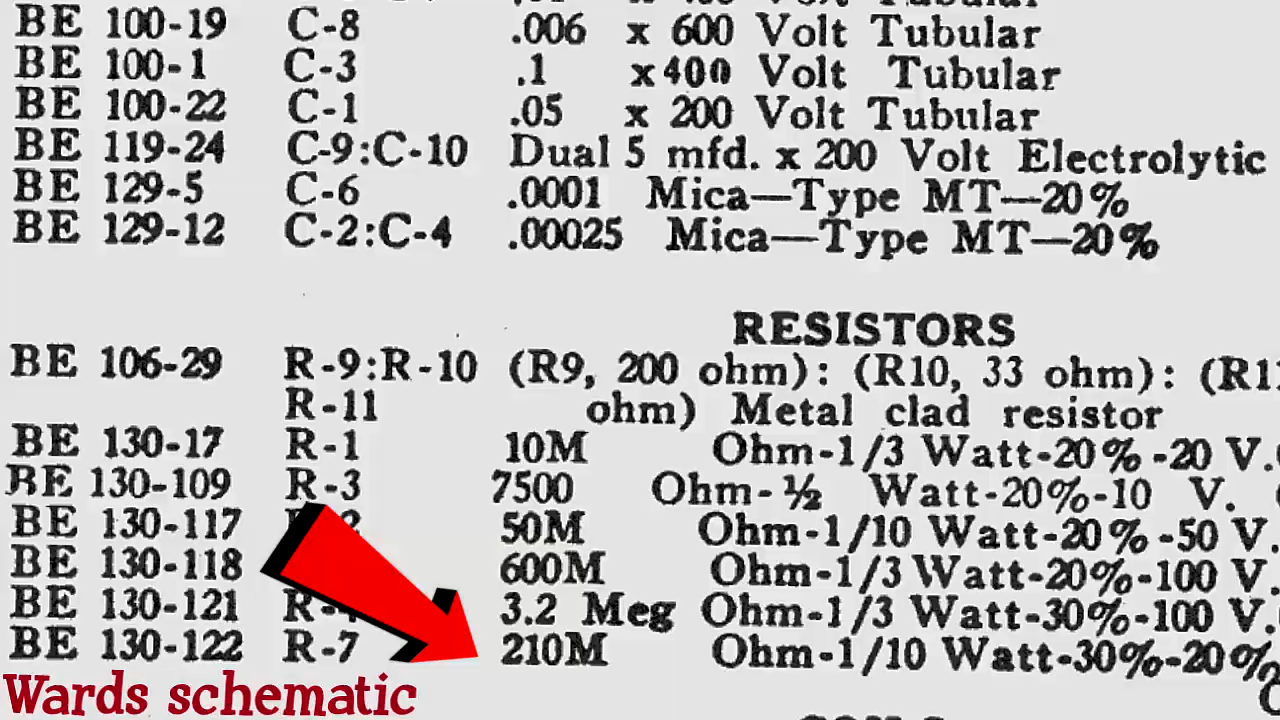 BE 100-19 C-8 .006 x 600 Volt Tubular
BE 100-1 C-3 .1 x 400 Volt Tubular
BE 100-22 C-1 .05 x 200 Volt Tubular
BE 119-24 C-9:C-10 Dual 5 mfd. x 200 Volt Electrolytic
BE 129-5 C-6 .0001 Mica—Type MT—20%
BE 129-12 C-2:C-4 .00025 Mica—Type MT—20%
RESISTORS
BE 106-29 R-9:R-10 (R9, 200 ohm): (R10, 33 ohm): (R11
R-11 ohm) Metal clad resistor
BE 130-17 R-1 10M Ohm-1/3 Watt-20%-20 V.
BE 130-109 R-3 7500 Ohm-½ Watt-20%-10 V.
BE 130-117 50M Ohm-1/10 Watt-20%-50 V.
BE 130-118 600M Ohm-1/3 Watt-20%-100 V.
BE 130-121 3.2 Meg Ohm-1/3 Watt-30%-100 V.
BE 130-122 R-7 210M Ohm-1/10 Watt-30%-20%
Wards schematic